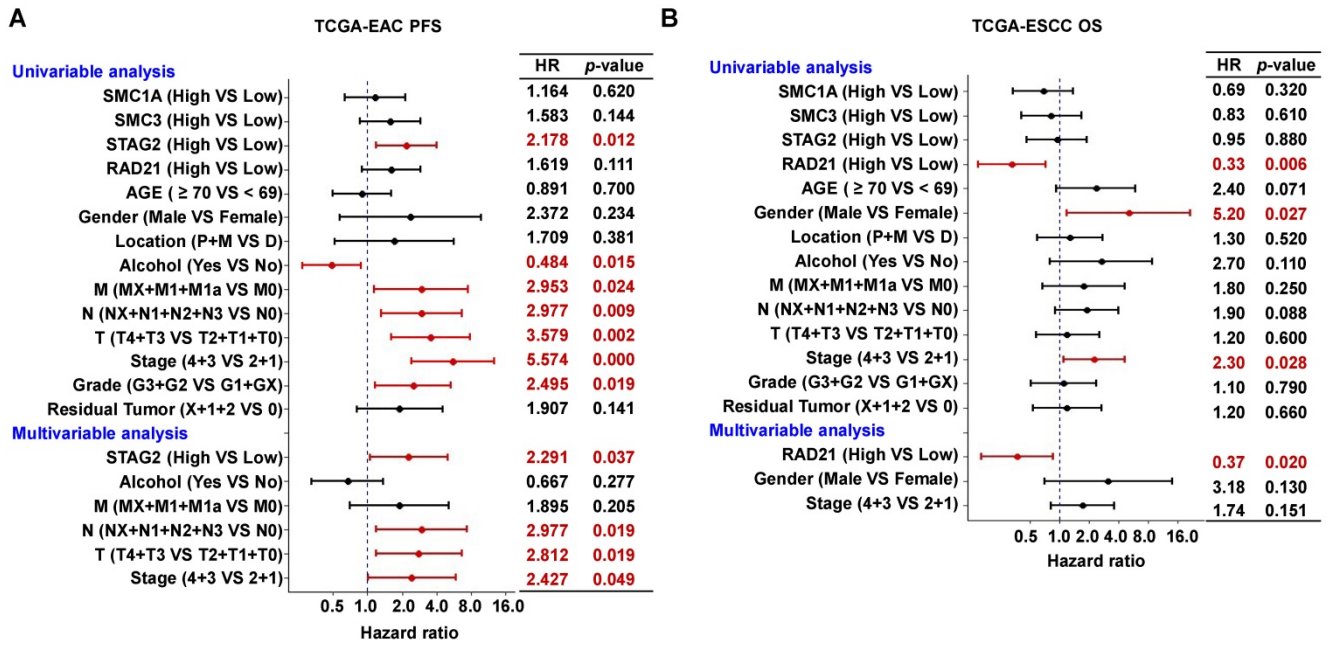 A
TCGA-EAC PFS
HR p-value
Univariable analysis
SMC1A (High VS Low) 1.164 0.620
SMC3 (High VS Low) 1.583 0.144
STAG2 (High VS Low) 2.178 0.012
RAD21 (High VS Low) 1.619 0.111
AGE ( ≥ 70 VS < 69) 0.891 0.700
Gender (Male VS Female) 2.372 0.234
Location (P+M VS D) 1.709 0.381
Alcohol (Yes VS No) 0.484 0.015
M (MX+M1+M1a VS M0) 2.953 0.024
N (NX+N1+N2+N3 VS N0) 2.977 0.009
T (T4+T3 VS T2+T1+T0) 3.579 0.002
Stage (4+3 VS 2+1) 5.574 0.000
Grade (G3+G2 VS G1+GX) 2.495 0.019
Residual Tumor (X+1+2 VS 0) 1.907 0.141
Multivariable analysis
STAG2 (High VS Low) 2.291 0.037
Alcohol (Yes VS No) 0.667 0.277
M (MX+M1+M1a VS M0) 1.895 0.205
N (NX+N1+N2+N3 VS N0) 2.977 0.019
T (T4+T3 VS T2+T1+T0) 2.812 0.019
Stage (4+3 VS 2+1) 2.427 0.049
0.5 1.0 2.0 4.0 8.0 16.0
Hazard ratio
B
TCGA-ESCC OS
HR p-value
Univariable analysis
SMC1A (High VS Low) 0.69 0.320
SMC3 (High VS Low) 0.83 0.610
STAG2 (High VS Low) 0.95 0.880
RAD21 (High VS Low) 0.33 0.006
AGE ( ≥ 70 VS < 69) 2.40 0.071
Gender (Male VS Female) 5.20 0.027
Location (P+M VS D) 1.30 0.520
Alcohol (Yes VS No) 2.70 0.110
M (MX+M1+M1a VS M0) 1.80 0.250
N (NX+N1+N2+N3 VS N0) 1.90 0.088
T (T4+T3 VS T2+T1+T0) 1.20 0.600
Stage (4+3 VS 2+1) 2.30 0.028
Grade (G3+G2 VS G1+GX) 1.10 0.790
Residual Tumor (X+1+2 VS 0) 1.20 0.660
Multivariable analysis
RAD21 (High VS Low) 0.37 0.020
Gender (Male VS Female) 3.18 0.130
Stage (4+3 VS 2+1) 1.74 0.151
0.5 1.0 2.0 4.0 8.0 16.0
Hazard ratio